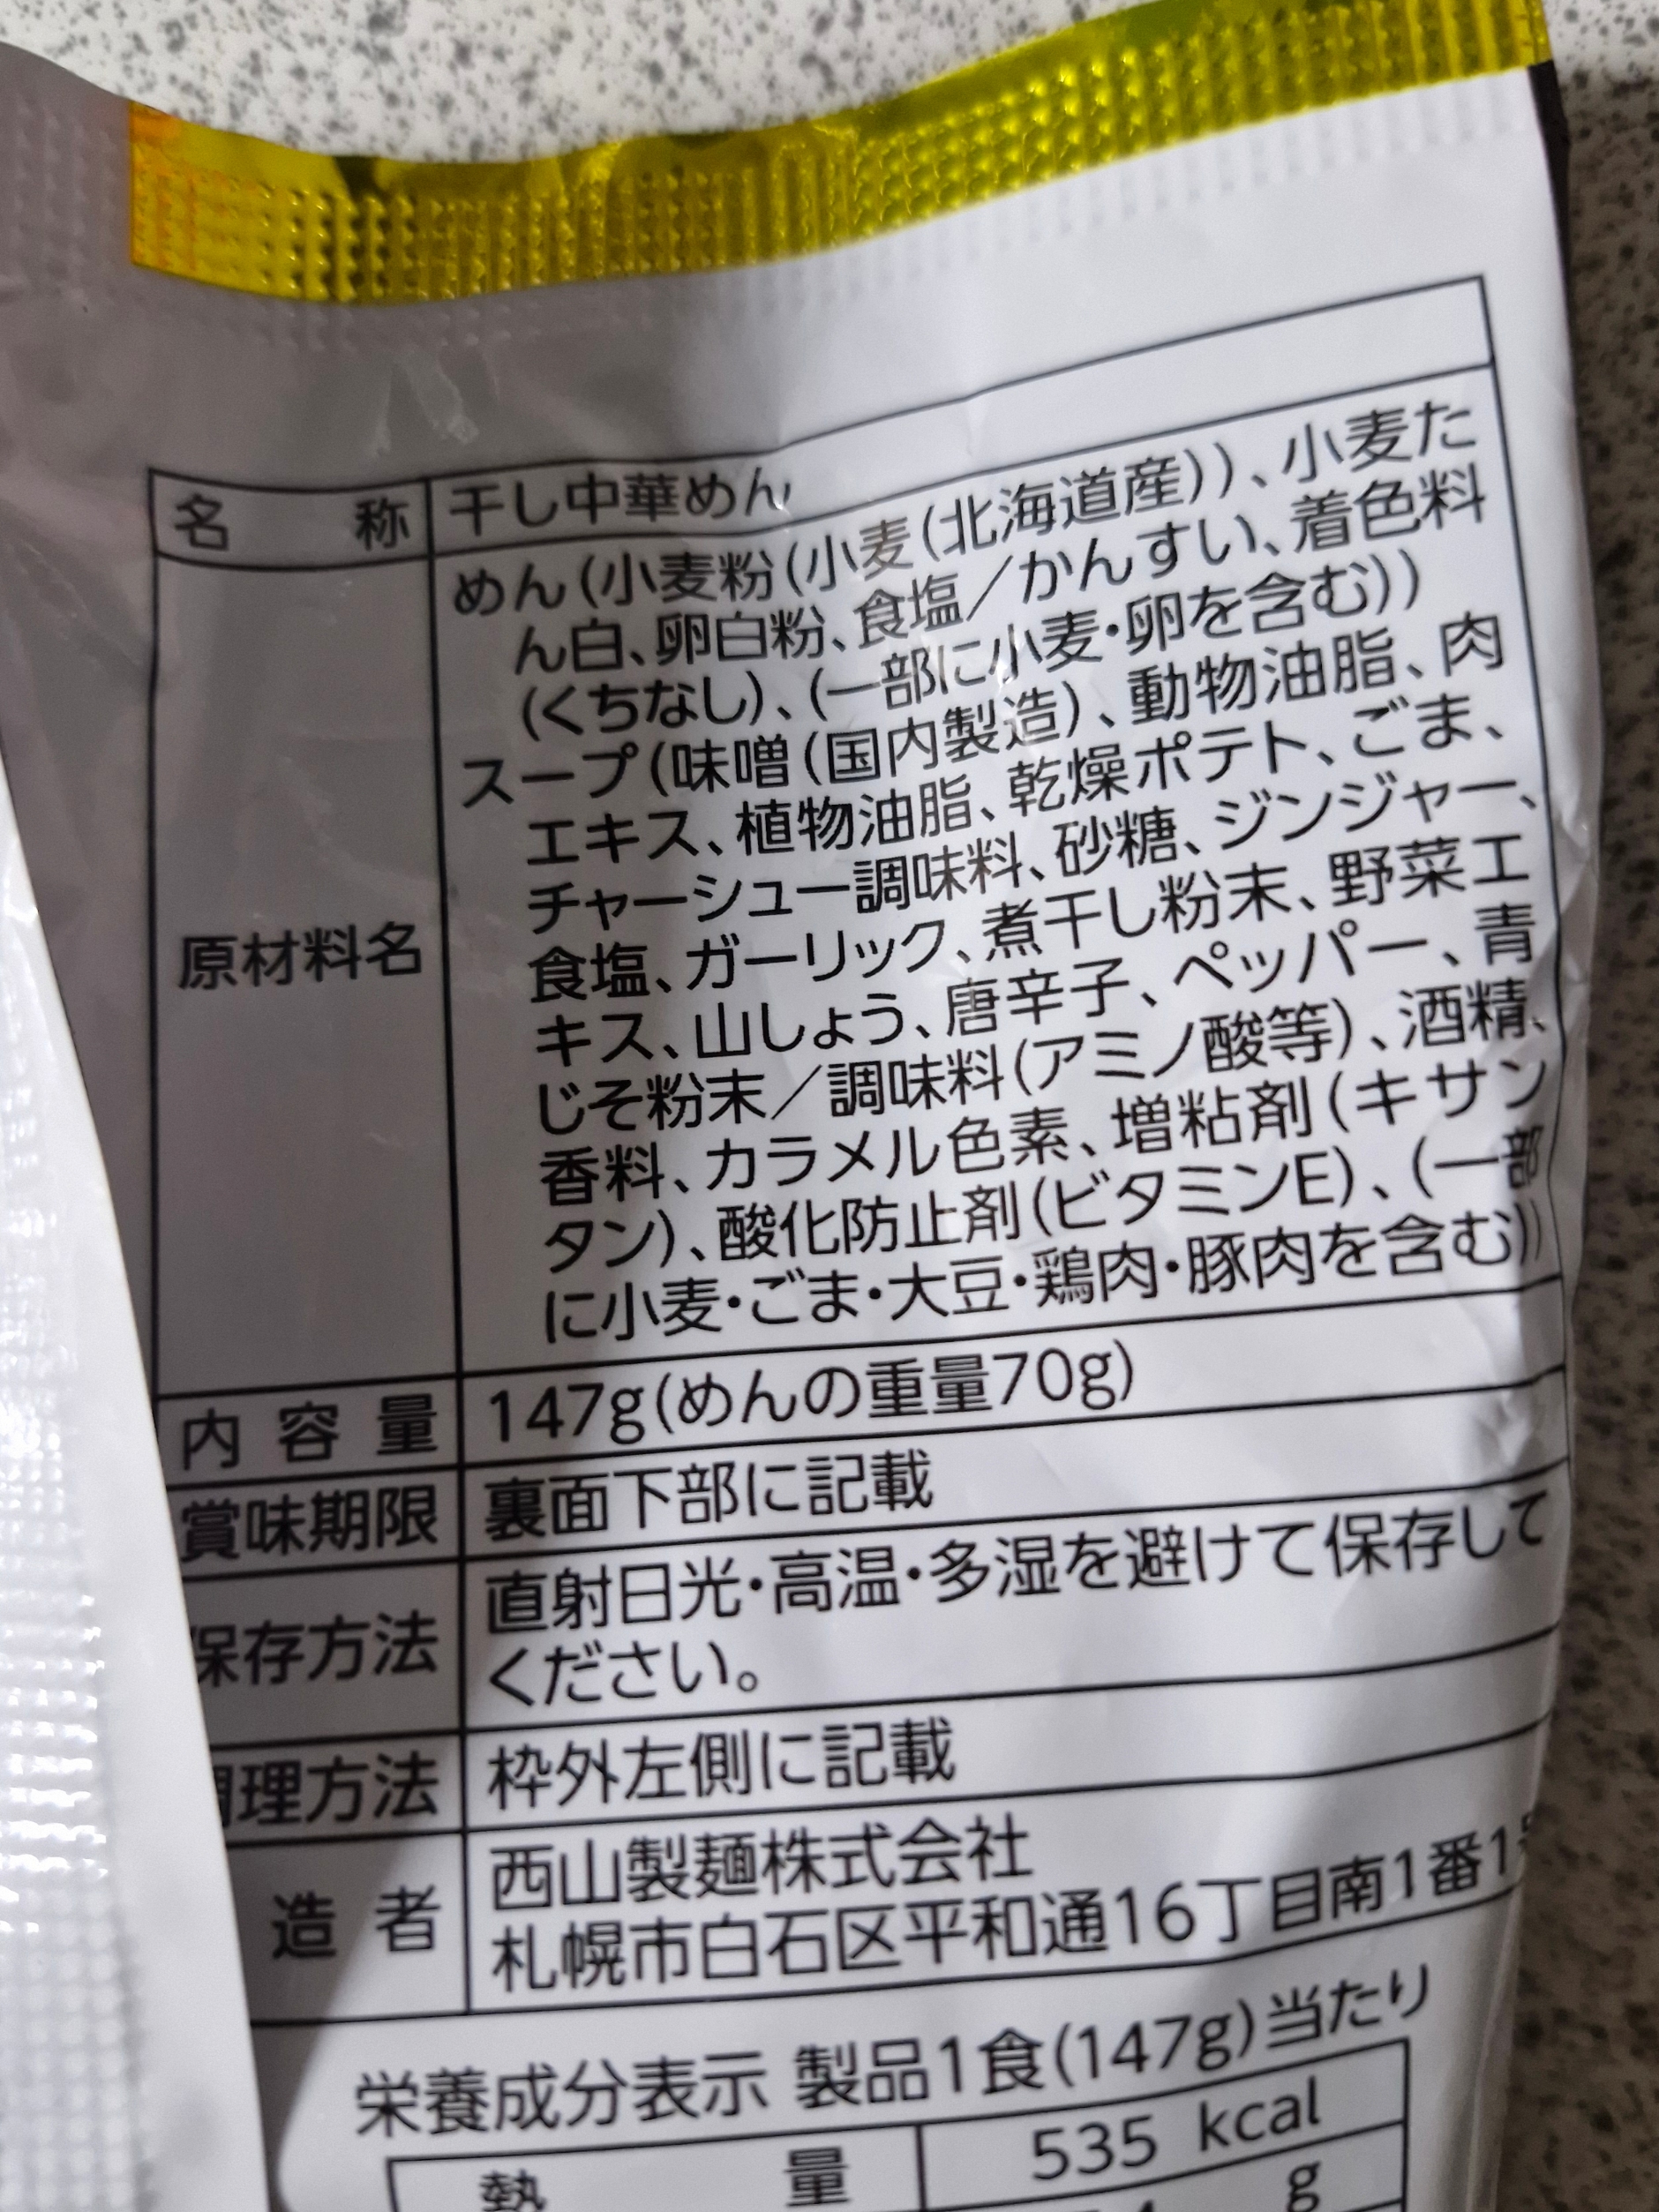 名称 干し中華めん
原材料名
めん(小麦粉(小麦(北海道産))、小麦た
ん白、卵白粉、食塩／かんすい、着色料
(くちなし)、(一部に小麦・卵を含む))
スープ(味噌(国内製造)、動物油脂、肉
エキス、植物油脂、乾燥ポテト、ごま、
チャーシュー調味料、砂糖、ジンジャー、
食塩、ガーリック、煮干し粉末、野菜エ
キス、山しょう、唐辛子、ペッパー、青
じそ粉末／調味料(アミノ酸等)、酒精、
香料、カラメル色素、増粘剤(キサン
タン)、酸化防止剤(ビタミンE)、(一部
に小麦・ごま・大豆・鶏肉・豚肉を含む))
内容量 147g(めんの重量70g)
賞味期限 裏面下部に記載
保存方法 直射日光・高温・多湿を避けて保存して
ください。
理方法 枠外左側に記載
造者 西山製麺株式会社
札幌市白石区平和通16丁目南1番1
栄養成分表示 製品1食(147g)当たり
熱量 535 kcal
g